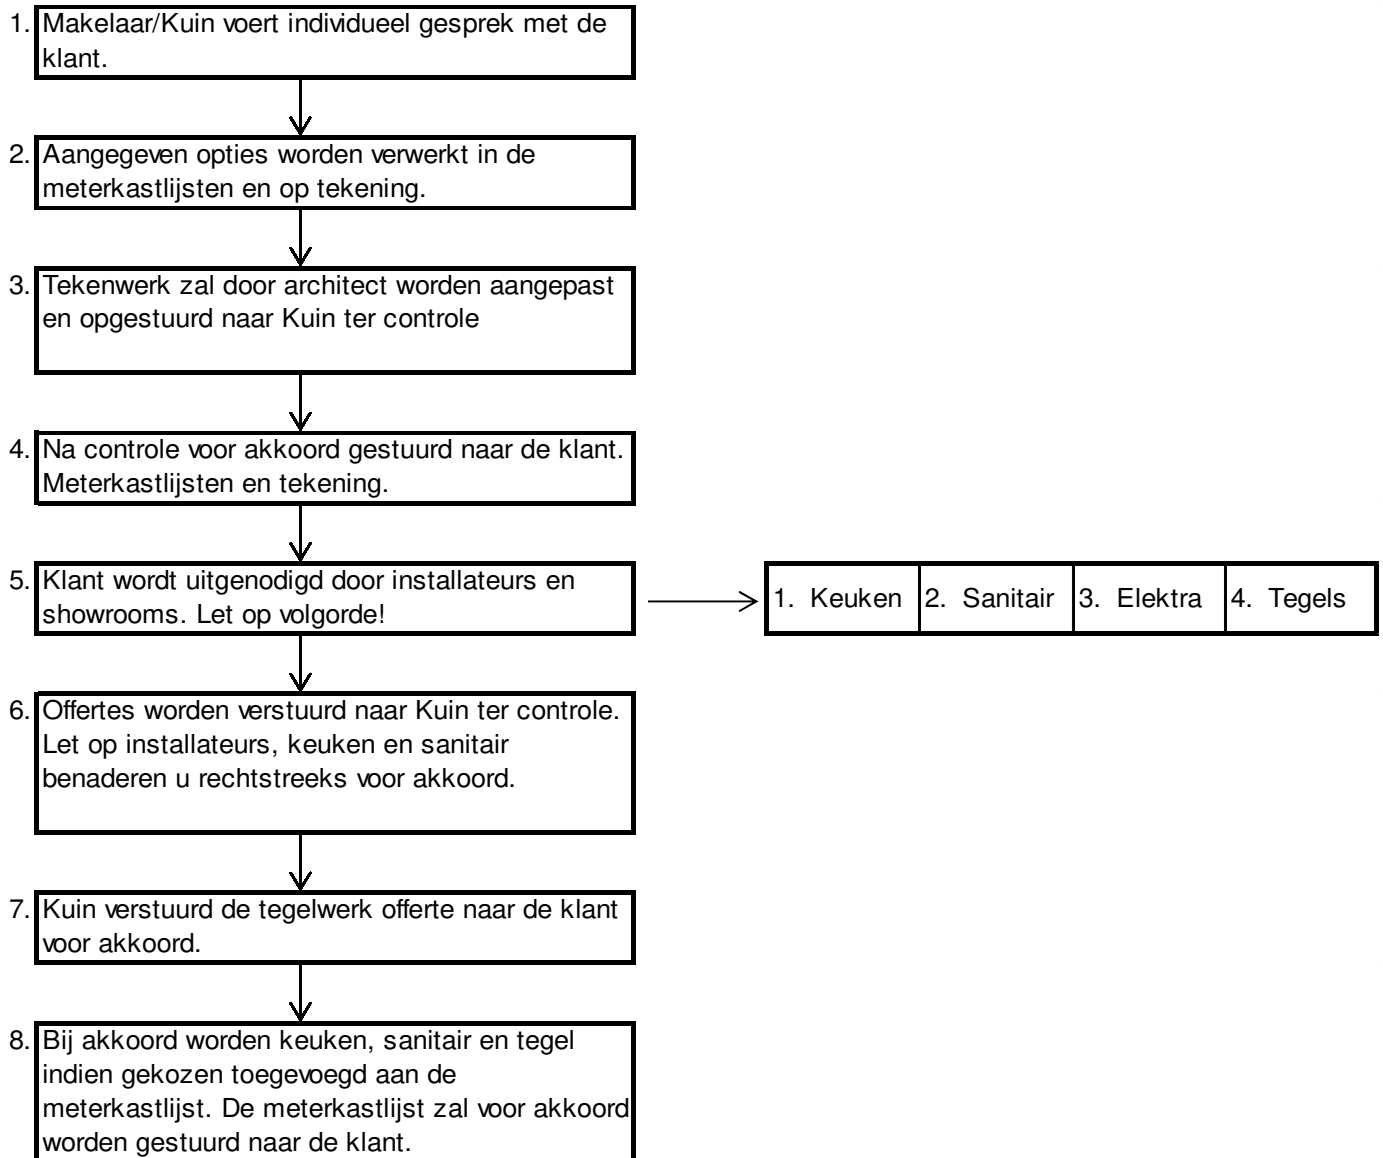 1. Makelaar/Kuin voert individueel gesprek met de
klant.
2. Aangegeven opties worden verwerkt in de
meterkastlijsten en op tekening.
3. Tekenwerk zal door architect worden aangepast
en opgestuurd naar Kuin ter controle
4. Na controle voor akkoord gestuurd naar de klant.
Meterkastlijsten en tekening.
5. Klant wordt uitgenodigd door installateurs en
showrooms. Let op volgorde!
1. Keuken
2. Sanitair
3. Elektra
4. Tegels
6. Offertes worden verstuurd naar Kuin ter controle.
Let op installateurs, keuken en sanitair
benaderen u rechtstreeks voor akkoord.
7. Kuin verstuurd de tegelwerk offerte naar de klant
voor akkoord.
8. Bij akkoord worden keuken, sanitair en tegel
indien gekozen toegevoegd aan de
meterkastlijst. De meterkastlijst zal voor akkoord
worden gestuurd naar de klant.